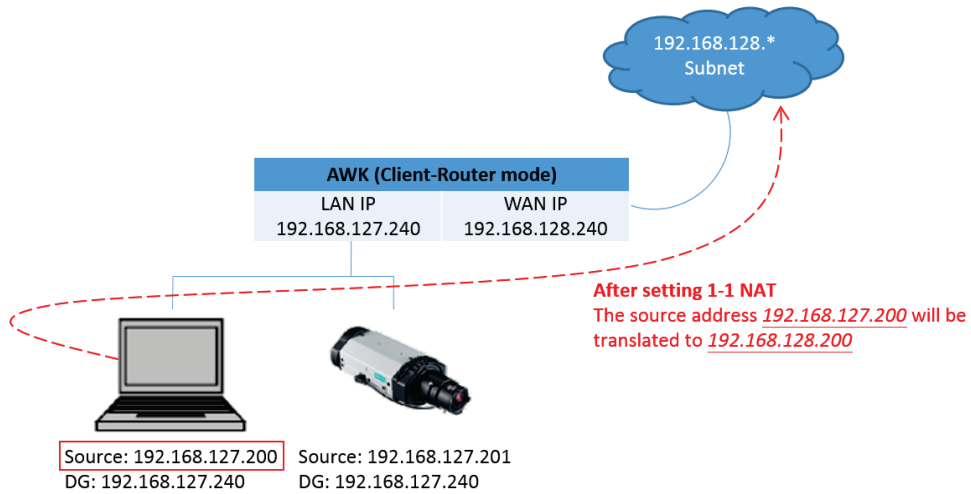 192.168.128.*
Subnet
AWK (Client-Router mode)
LAN IP
192.168.127.240
WAN IP
192.168.128.240
After setting 1-1 NAT
The source address 192.168.127.200 will be
translated to 192.168.128.200
Source: 192.168.127.200
DG: 192.168.127.240
Source: 192.168.127.201
DG: 192.168.127.240